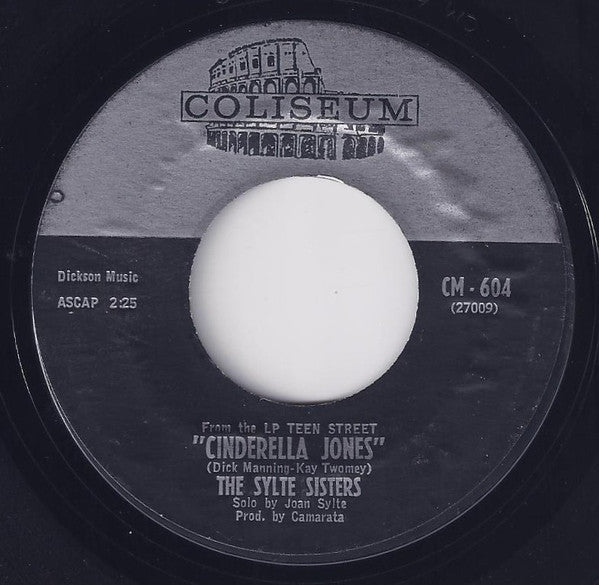 COLISEUM
Dickson Music
ASCAP 2:25
CM - 604
(27009)
From the LP TEEN STREET
"CINDERELLA JONES"
(Dick Manning-Kay Twomey)
THE SYLTE SISTERS
Solo by Joan Sylte
Prod. by Camarata